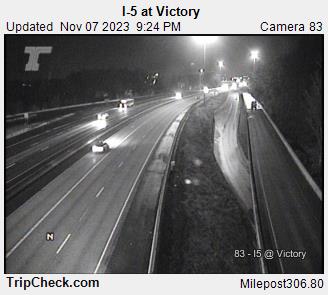 I-5 at Victory
Updated Nov 07 2023 9:24 PM Camera 83
T
N
83 - I5 @ Victory
TripCheck.com Milepost306.80